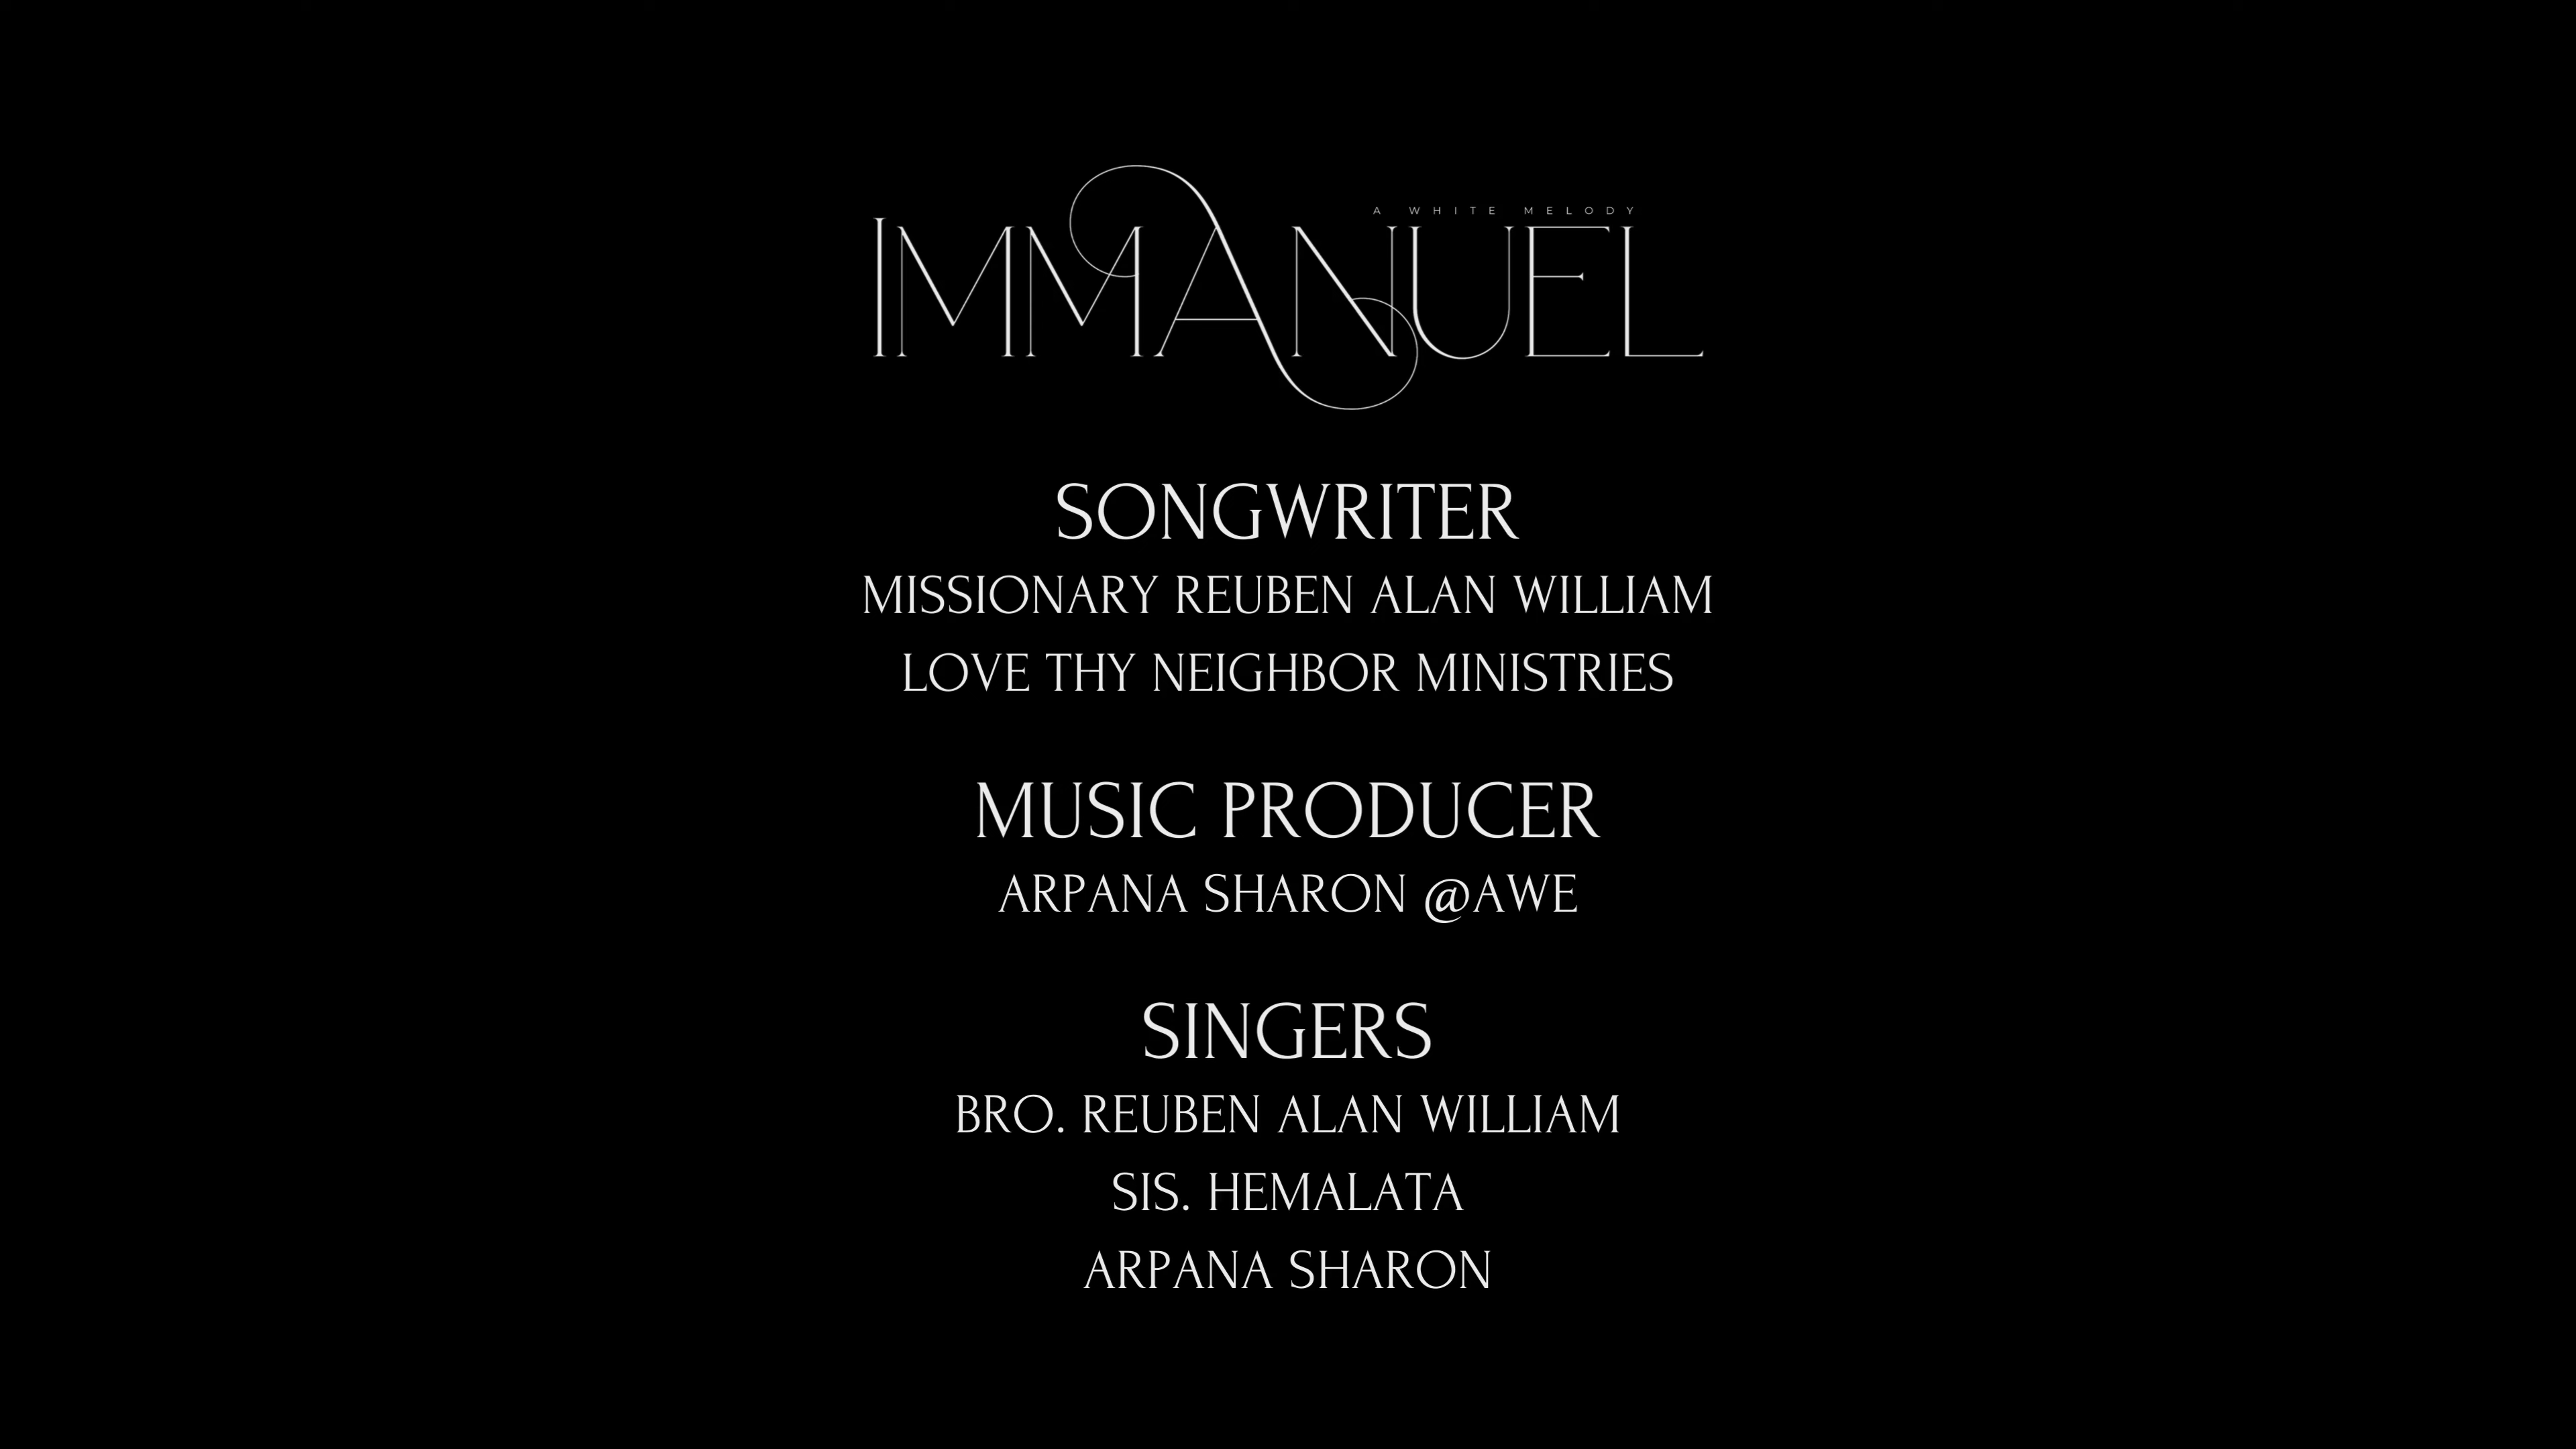 A WHITE MELODY
IMMANUEL
SONGWRITER
MISSIONARY REUBEN ALAN WILLIAM
LOVE THY NEIGHBOR MINISTRIES
MUSIC PRODUCER
ARPANA SHARON @AWE
SINGERS
BRO. REUBEN ALAN WILLIAM
SIS. HEMALATA
ARPANA SHARON